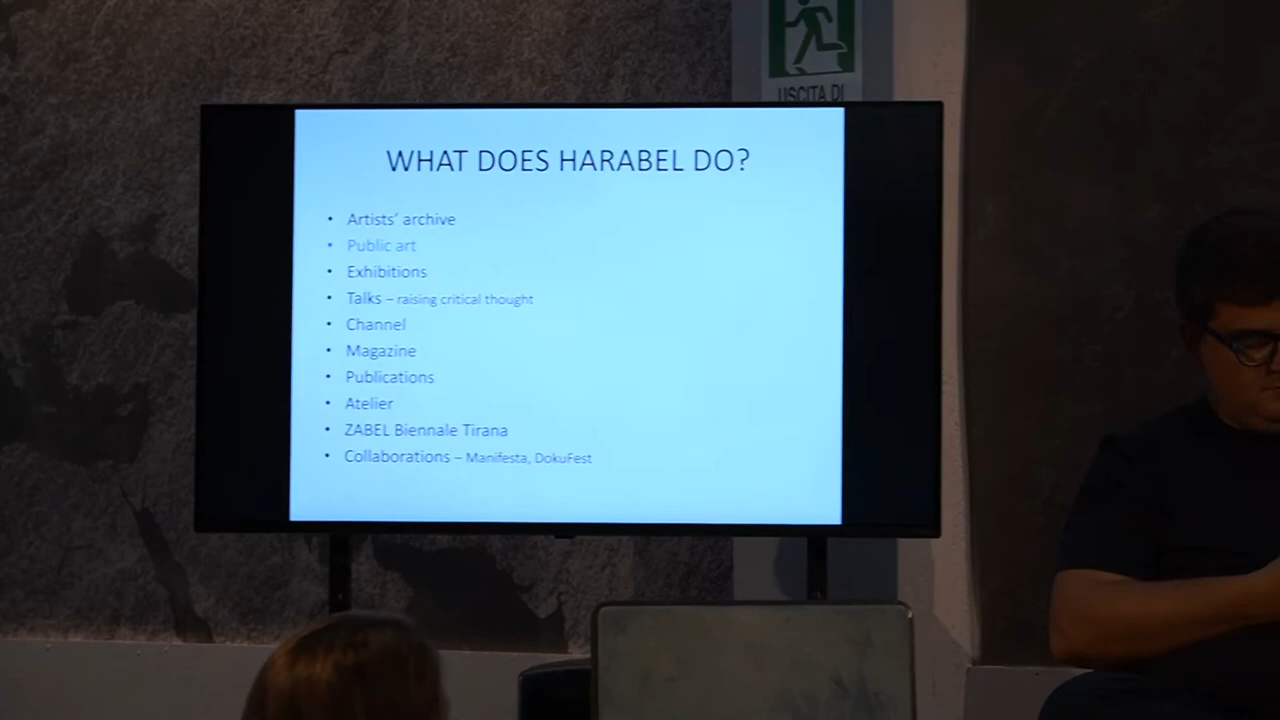 USCITA DI
WHAT DOES HARABEL DO?
• Artists’ archive
• Public art
• Exhibitions
• Talks – raising critical thought
• Channel
• Magazine
• Publications
• Atelier
• ZABEL Biennale Tirana
• Collaborations – Manifesta, DokuFest